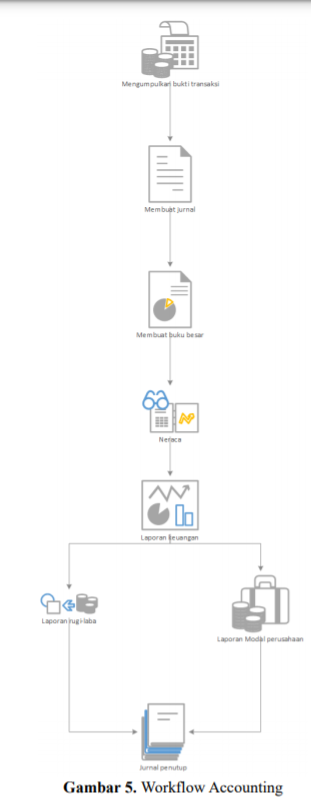 Mengumpulkan bukti transaksi
Membuat jurnal
Membuat buku besar
Neraca
Laporan keuangan
Laporan rugi-laba
Laporan Modal perusahaan
Jurnal penutup
Gambar 5. Workflow Accounting